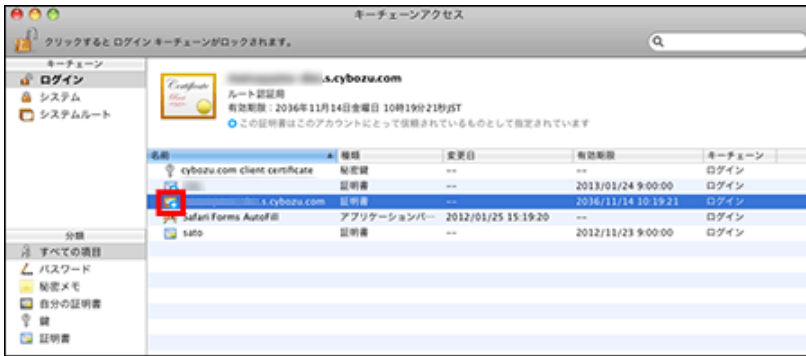 キーチェーンアクセス
クリックすると ログイン キーチェーンがロックされます。
キーチェーン
ログイン
システム
システムルート
.s.cybozu.com
ルート認証局
有効期限：2036年11月14日金曜日 10時19分21秒JST
この証明書はこのアカウントにとって信頼されているものとして指定されています
名前 種類 変更日 有効期限 キーチェーン
cybozu.com client certificate 秘密鍵 -- -- ログイン
証明書 -- 2013/01/24 9:00:00 ログイン
.s.cybozu.com 証明書 -- 2036/11/14 10:19:21 ログイン
Safari Forms AutoFill アプリケーションパ… 2012/01/25 15:19:20 -- ログイン
sato 証明書 -- 2012/11/23 9:00:00 ログイン
分類
すべての項目
パスワード
秘密メモ
自分の証明書
鍵
証明書